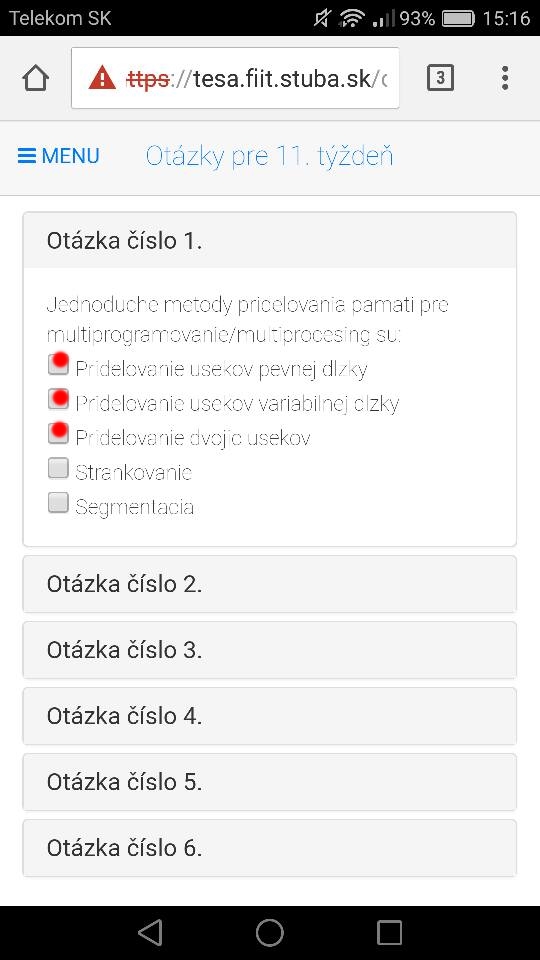 Telekom SK 93% 15:16
ttps://tesa.fiit.stuba.sk/c 3
MENU Otázky pre 11. týždeň
Otázka číslo 1.
Jednoduche metody pridelovania pamati pre
multiprogramovanie/multiprocesing su:
Pridelovanie usekov pevnej dlzky
Pridelovanie usekov variabilnej dlzky
Pridelovanie dvojic usekov
Strankovanie
Segmentacia
Otázka číslo 2.
Otázka číslo 3.
Otázka číslo 4.
Otázka číslo 5.
Otázka číslo 6.